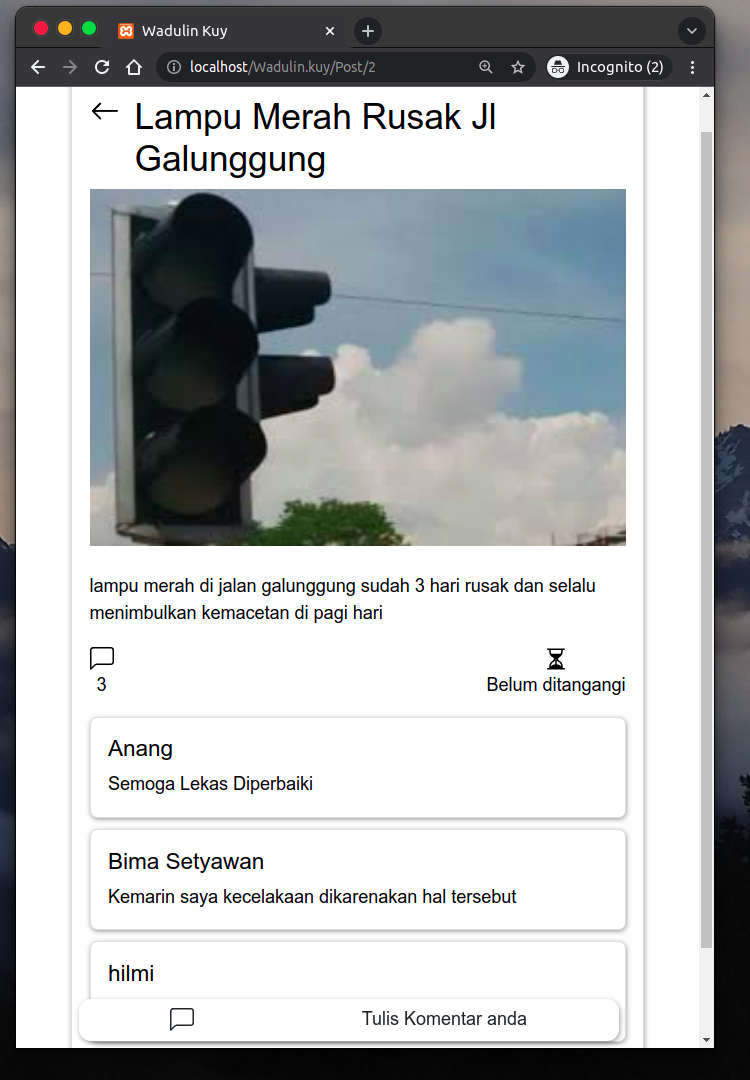 Wadulin Kuy
localhost/Wadulin.kuy/Post/2
Incognito (2)
Lampu Merah Rusak Jl
Galunggung
lampu merah di jalan galunggung sudah 3 hari rusak dan selalu
menimbulkan kemacetan di pagi hari
3
Belum ditangangi
Anang
Semoga Lekas Diperbaiki
Bima Setyawan
Kemarin saya kecelakaan dikarenakan hal tersebut
hilmi
Tulis Komentar anda